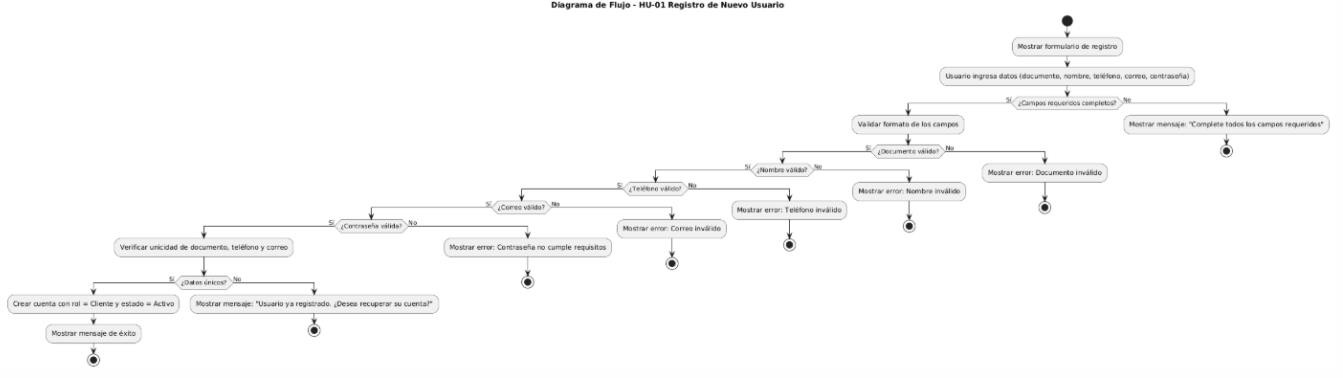 Diagrama de Flujo - HU-01 Registro de Nuevo Usuario
Mostrar formulario de registro
Usuario ingresa datos (documento, nombre, teléfono, correo, contraseña)
Sí
¿Campos requeridos completos?
No
Validar formato de los campos
Mostrar mensaje: "Complete todos los campos requeridos"
Sí
¿Documento válido?
No
Sí
¿Nombre válido?
No
Mostrar error: Documento inválido
Sí
¿Teléfono válido?
No
Mostrar error: Nombre inválido
Sí
¿Correo válido?
No
Mostrar error: Teléfono inválido
Sí
¿Contraseña válida?
No
Mostrar error: Correo inválido
Verificar unicidad de documento, teléfono y correo
Mostrar error: Contraseña no cumple requisitos
Sí
¿Datos únicos?
No
Crear cuenta con rol = Cliente y estado = Activo
Mostrar mensaje: "Usuario ya registrado. ¿Desea recuperar su cuenta?"
Mostrar mensaje de éxito